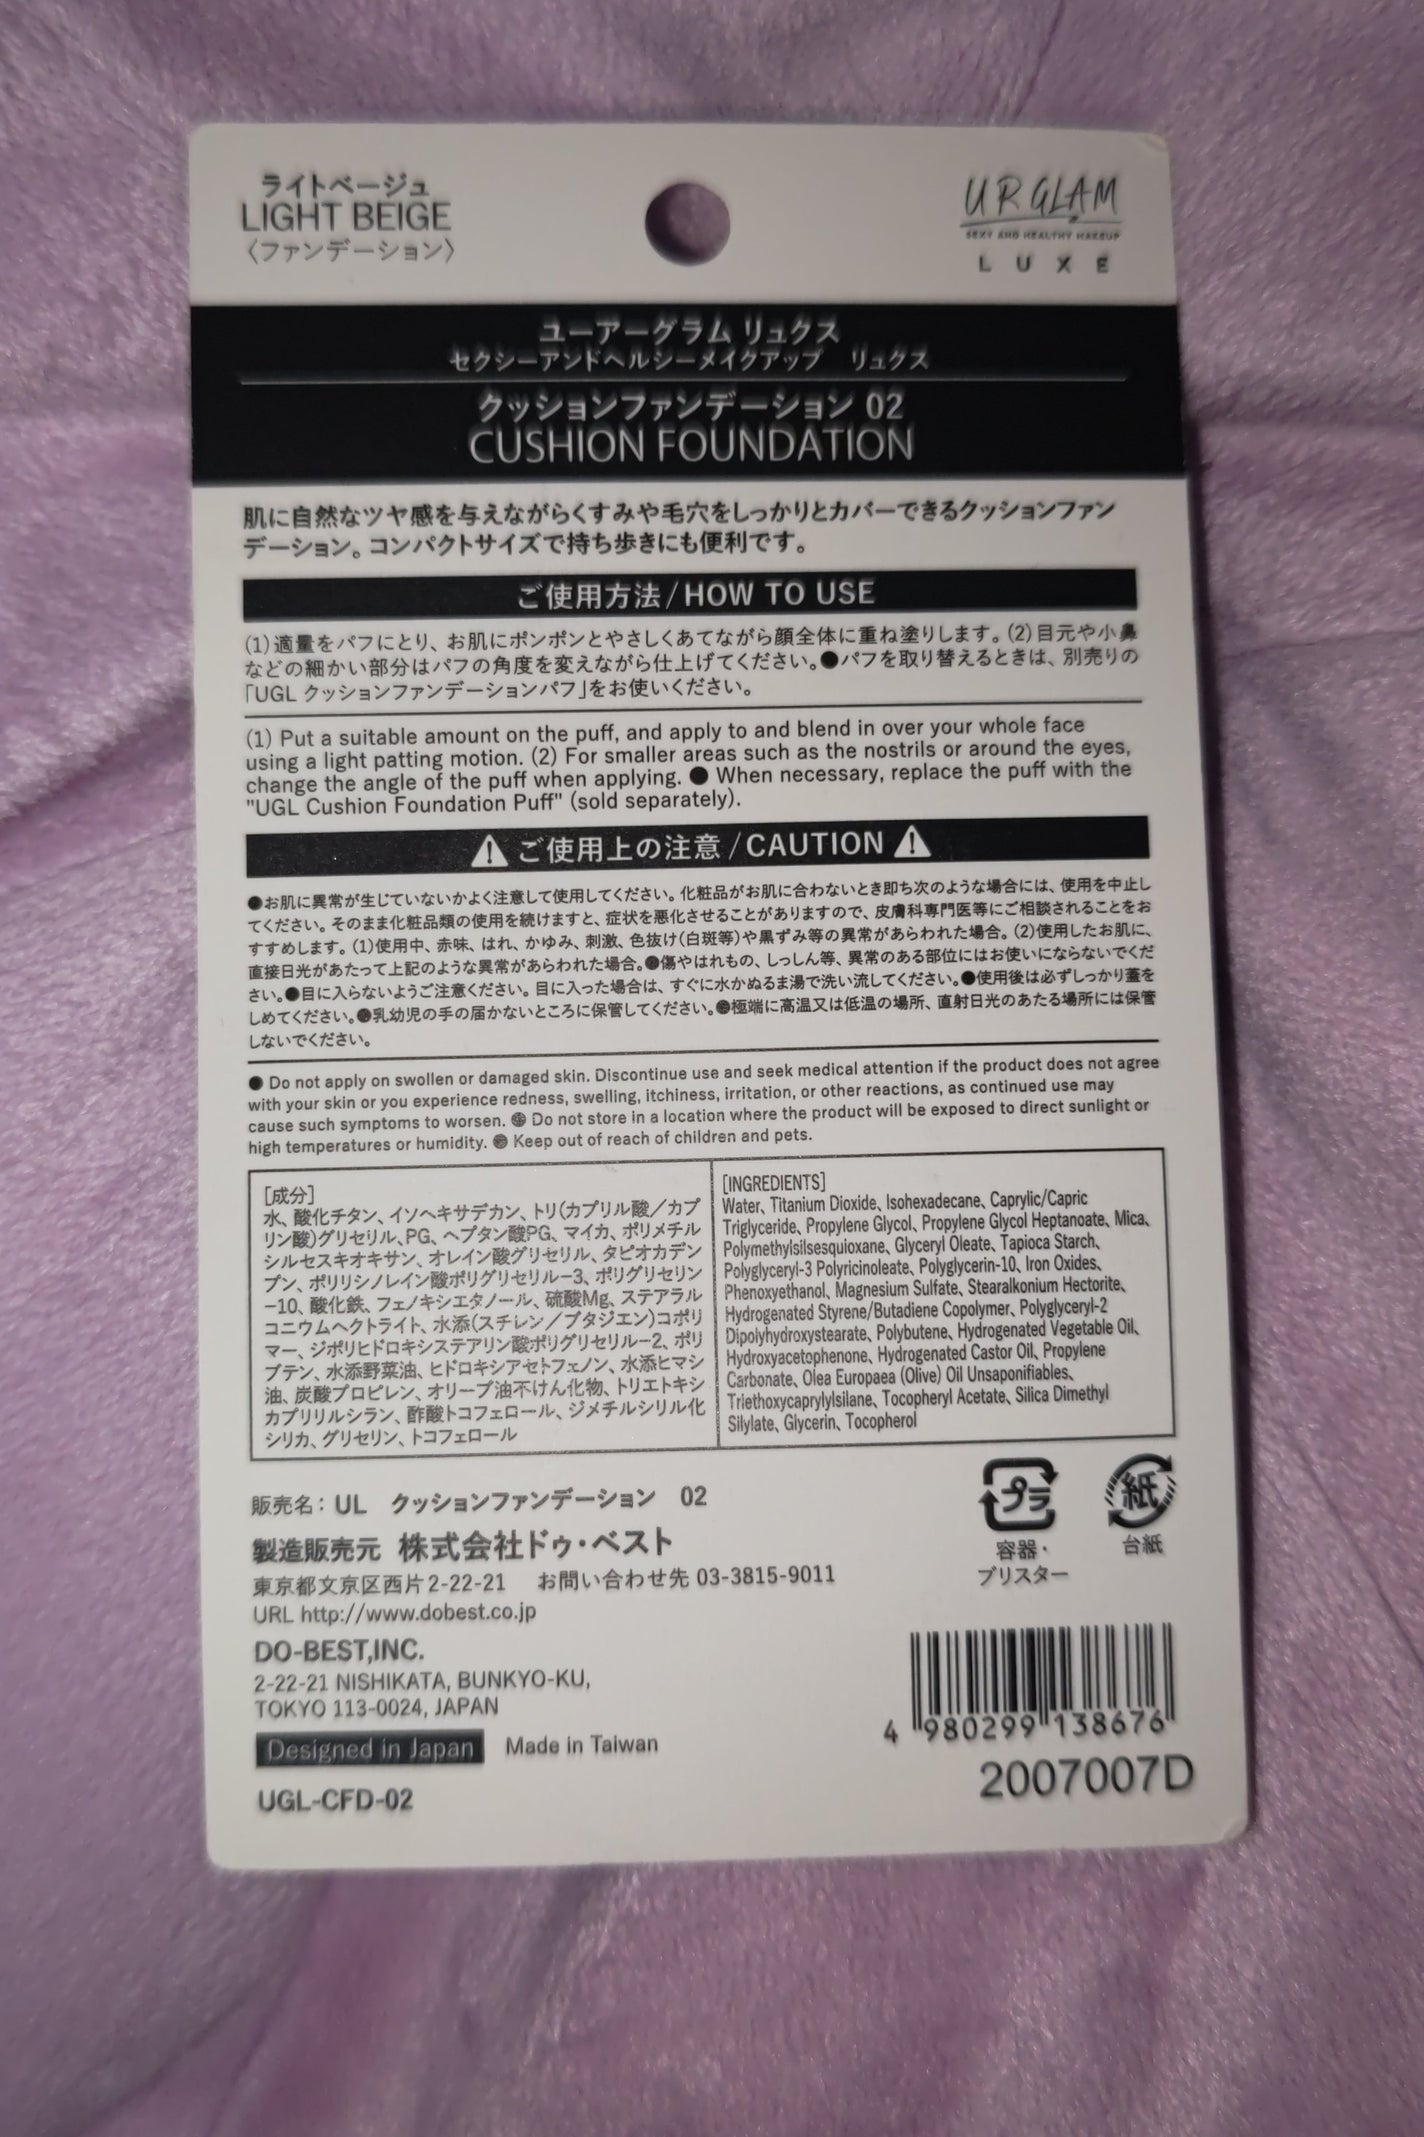 ライトベージュ
LIGHT BEIGE
〈ファンデーション〉
UR GLAM
SEXY AND HEALTHY MAKEUP
LUXE
ユーアーグラム リュクス
セクシーアンドヘルシーメイクアップ　リュクス
クッションファンデーション 02
CUSHION FOUNDATION
肌に自然なツヤ感を与えながらくすみや毛穴をしっかりとカバーできるクッションファン
デーション。コンパクトサイズで持ち歩きにも便利です。
ご使用方法/HOW TO USE
(1)適量をパフにとり、お肌にポンポンとやさしくあてながら顔全体に重ね塗りします。(2)目元や小鼻
などの細かい部分はパフの角度を変えながら仕上げてください。●パフを取り替えるときは、別売りの
「UGL クッションファンデーションパフ」をお使いください。
(1) Put a suitable amount on the puff, and apply to and blend in over your whole face
using a light patting motion. (2) For smaller areas such as the nostrils or around the eyes,
change the angle of the puff when applying. ● When necessary, replace the puff with the
"UGL Cushion Foundation Puff" (sold separately).
⚠ ご使用上の注意/CAUTION ⚠
●お肌に異常が生じていないかよく注意して使用してください。化粧品がお肌に合わないとき即ち次のような場合には、使用を中止し
てください。そのまま化粧品類の使用を続けますと、症状を悪化させることがありますので、皮膚科専門医等にご相談されることをお
すすめします。(1)使用中、赤味、はれ、かゆみ、刺激、色抜け(白斑等)や黒ずみ等の異常があらわれた場合。(2)使用したお肌に、
直接日光があたって上記のような異常があらわれた場合。●傷やはれもの、しっしん等、異常のある部位にはお使いにならないでくだ
さい。●目に入らないようご注意ください。目に入った場合は、すぐに水かぬるま湯で洗い流してください。●使用後は必ずしっかり蓋を
しめてください。●乳幼児の手の届かないところに保管してください。●極端に高温又は低温の場所、直射日光のあたる場所には保管
しないでください。
● Do not apply on swollen or damaged skin. Discontinue use and seek medical attention if the product does not agree
with your skin or you experience redness, swelling, itchiness, irritation, or other reactions, as continued use may
cause such symptoms to worsen. ● Do not store in a location where the product will be exposed to direct sunlight or
high temperatures or humidity. ● Keep out of reach of children and pets.
[成分]
水、酸化チタン、イソヘキサデカン、トリ(カプリル酸／カプ
リン酸)グリセリル、PG、ヘプタン酸PG、マイカ、ポリメチル
シルセスキオキサン、オレイン酸グリセリル、タピオカデン
プン、ポリリシノレイン酸ポリグリセリル-3、ポリグリセリン
-10、酸化鉄、フェノキシエタノール、硫酸Mg、ステアラル
コニウムヘクトライト、水添(スチレン／ブタジエン)コポリ
マー、ジポリヒドロキシステアリン酸ポリグリセリル-2、ポリ
ブテン、水添野菜油、ヒドロキシアセトフェノン、水添ヒマシ
油、炭酸プロピレン、オリーブ油不けん化物、トリエトキシ
カプリリルシラン、酢酸トコフェロール、ジメチルシリル化
シリカ、グリセリン、トコフェロール
[INGREDIENTS]
Water, Titanium Dioxide, Isohexadecane, Caprylic/Capric
Triglyceride, Propylene Glycol, Propylene Glycol Heptanoate, Mica,
Polymethylsilsesquioxane, Glyceryl Oleate, Tapioca Starch,
Polyglyceryl-3 Polyricinoleate, Polyglycerin-10, Iron Oxides,
Phenoxyethanol, Magnesium Sulfate, Stearalkonium Hectorite,
Hydrogenated Styrene/Butadiene Copolymer, Polyglyceryl-2
Dipolyhydroxystearate, Polybutene, Hydrogenated Vegetable Oil,
Hydroxyacetophenone, Hydrogenated Castor Oil, Propylene
Carbonate, Olea Europaea (Olive) Oil Unsaponifiables,
Triethoxycaprylylsilane, Tocopheryl Acetate, Silica Dimethyl
Silylate, Glycerin, Tocopherol
販売名：UL　クッションファンデーション　02
製造販売元 株式会社ドゥ・ベスト
東京都文京区西片2-22-21　お問い合わせ先 03-3815-9011
URL http://www.dobest.co.jp
DO-BEST,INC.
2-22-21 NISHIKATA, BUNKYO-KU,
TOKYO 113-0024, JAPAN
Designed in Japan Made in Taiwan
UGL-CFD-02
プラ
容器・
ブリスター
紙
台紙
4 980299 138676
2007007D